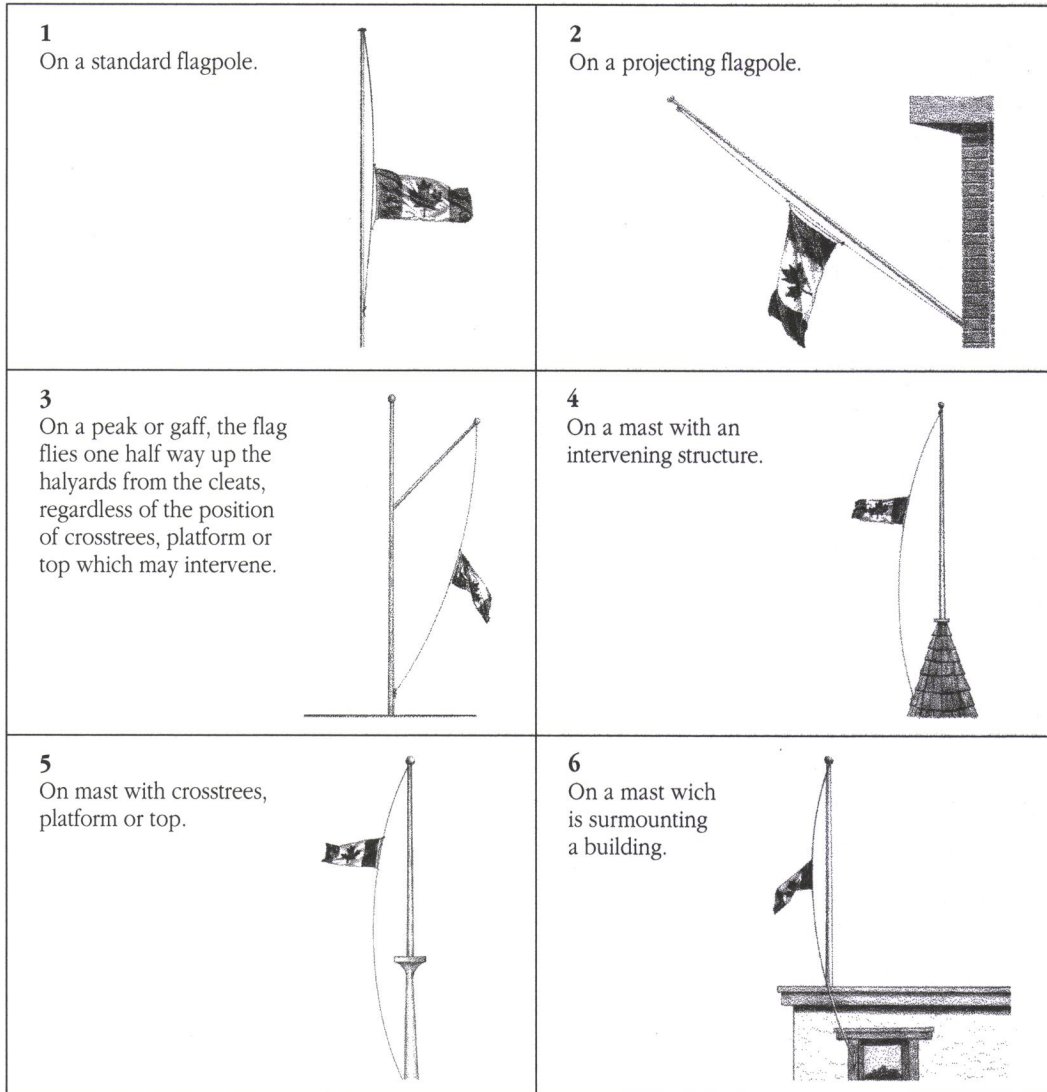 1
On a standard flagpole.
2
On a projecting flagpole.
3
On a peak or gaff, the flag
flies one half way up the
halyards from the cleats,
regardless of the position
of crosstrees, platform or
top which may intervene.
4
On a mast with an
intervening structure.
5
On mast with crosstrees,
platform or top.
6
On a mast wich
is surmounting
a building.